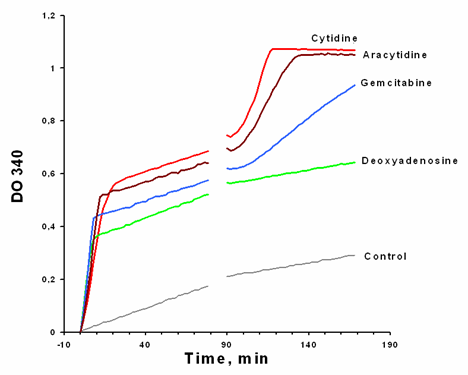 1,2
Cytidine
Aracytidine
1
Gemcitabine
0,8
Deoxyadenosine
0,6
DO 340
0,4
Control
0,2
0
-10 40 90 140 190
Time, min